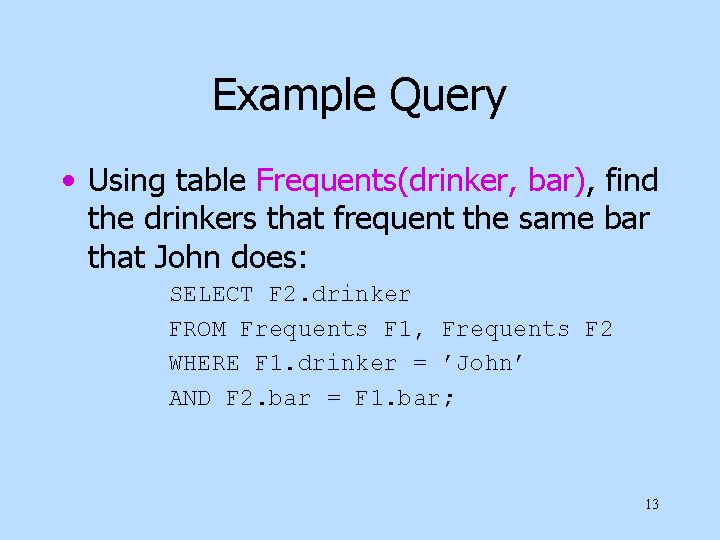 Example Query
• Using table Frequents(drinker, bar), find
the drinkers that frequent the same bar
that John does:
SELECT F2.drinker
FROM Frequents F1, Frequents F2
WHERE F1.drinker = ’John’
AND F2.bar = F1.bar;
13